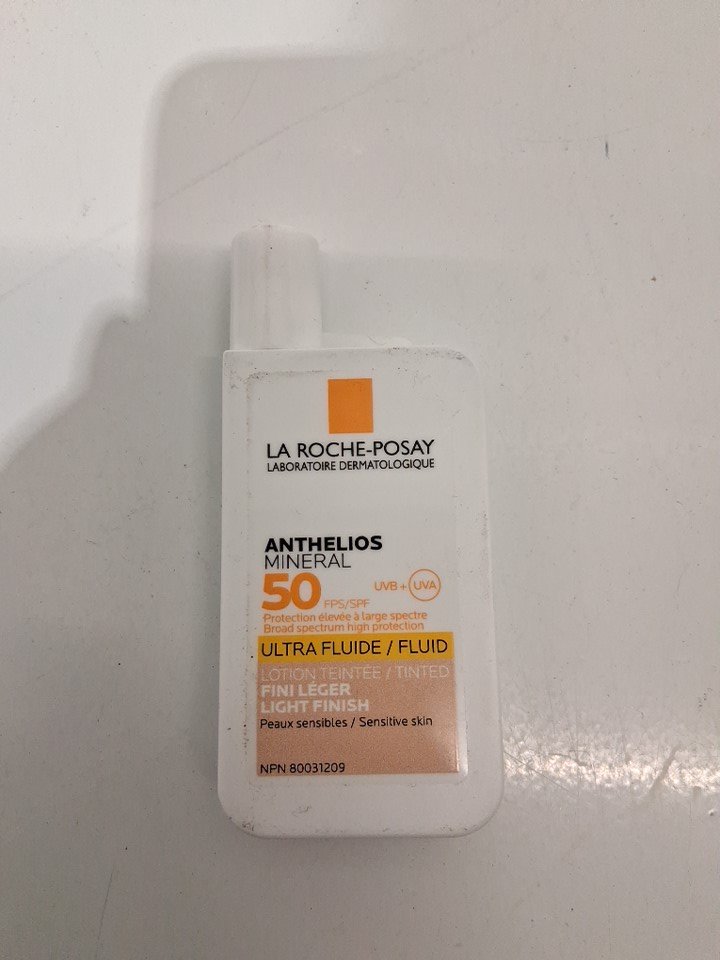 LA ROCHE-POSAY
LABORATOIRE DERMATOLOGIQUE
ANTHELIOS
MINERAL
50 FPS/SPF UVB + UVA
Protection élevée à large spectre
Broad spectrum high protection
ULTRA FLUIDE / FLUID
LOTION TEINTÉE / TINTED
FINI LÉGER
LIGHT FINISH
Peaux sensibles / Sensitive skin
NPN 80031209